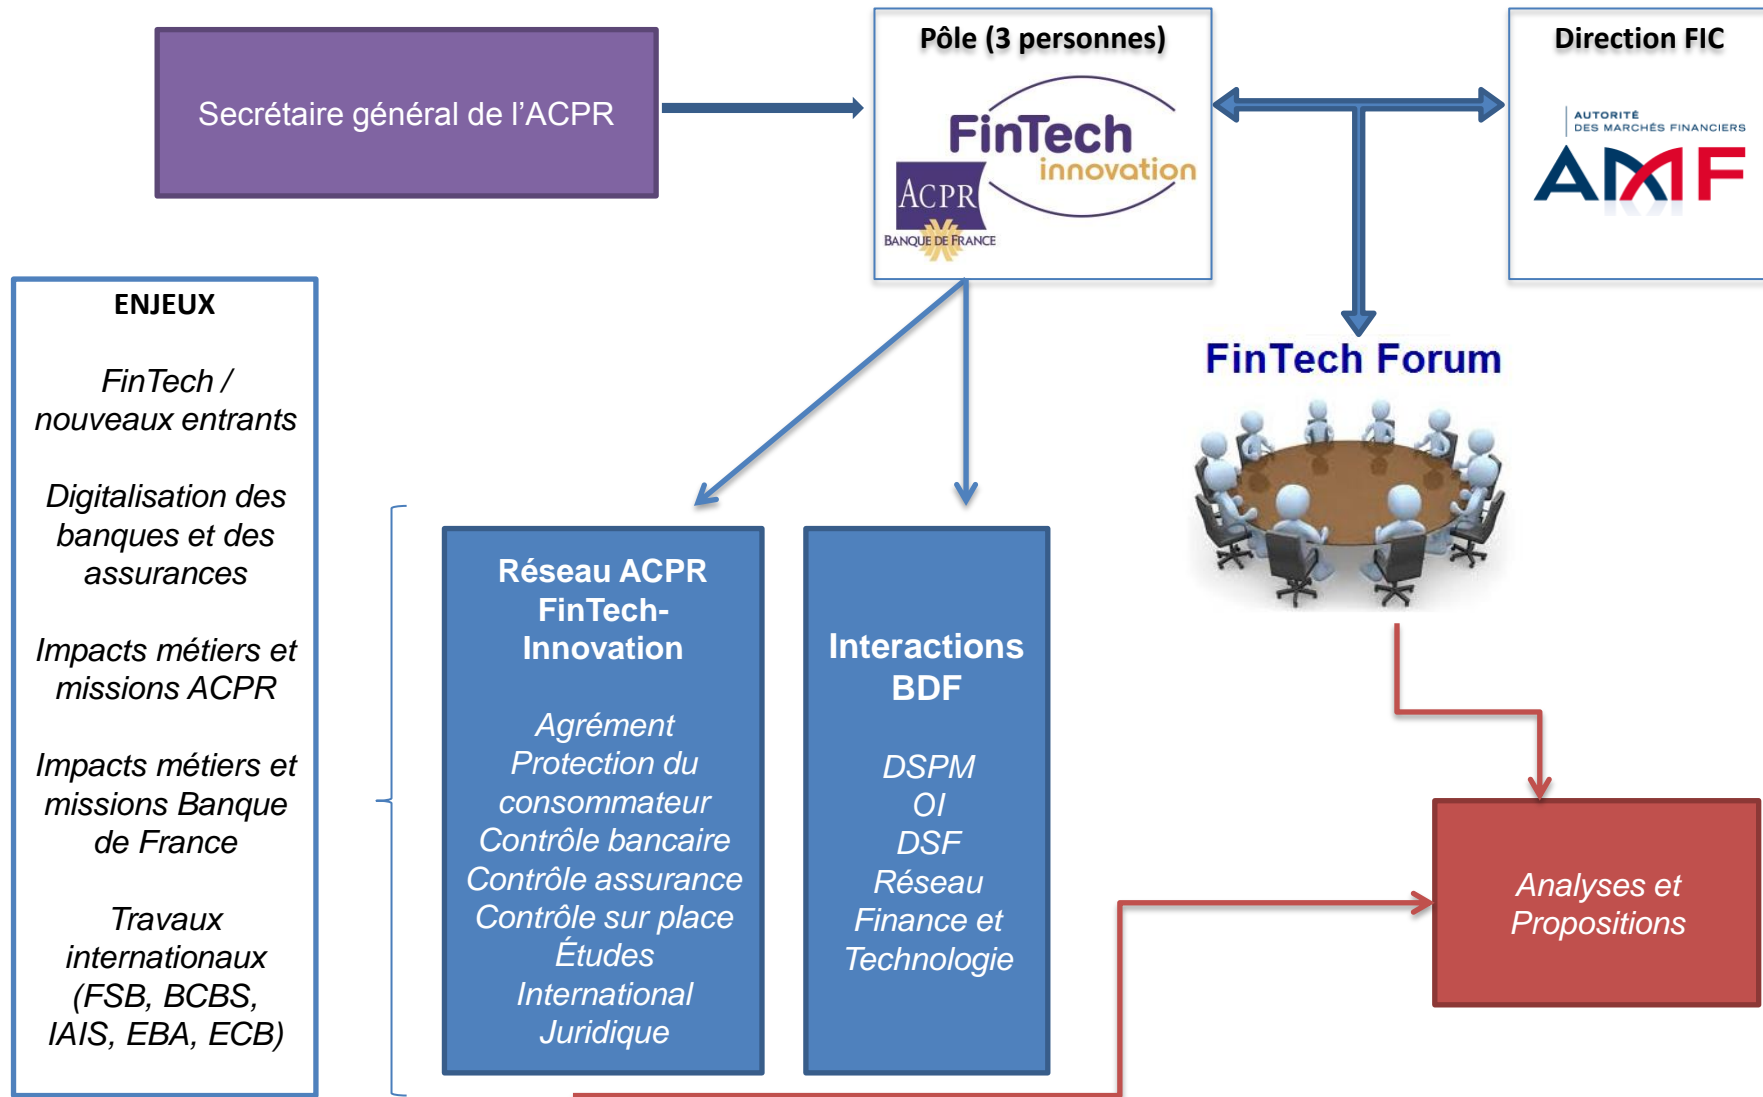 Secrétaire général de l’ACPR
Pôle (3 personnes)
FinTech
innovation
ACPR
BANQUE DE FRANCE
Direction FIC
AUTORITÉ
DES MARCHÉS FINANCIERS
AMF
FinTech Forum
ENJEUX
FinTech /
nouveaux entrants
Digitalisation des
banques et des
assurances
Impacts métiers et
missions ACPR
Impacts métiers et
missions Banque
de France
Travaux
internationaux
(FSB, BCBS,
IAIS, EBA, ECB)
Réseau ACPR
FinTech-
Innovation
Agrément
Protection du
consommateur
Contrôle bancaire
Contrôle assurance
Contrôle sur place
Études
International
Juridique
Interactions
BDF
DSPM
OI
DSF
Réseau
Finance et
Technologie
Analyses et
Propositions